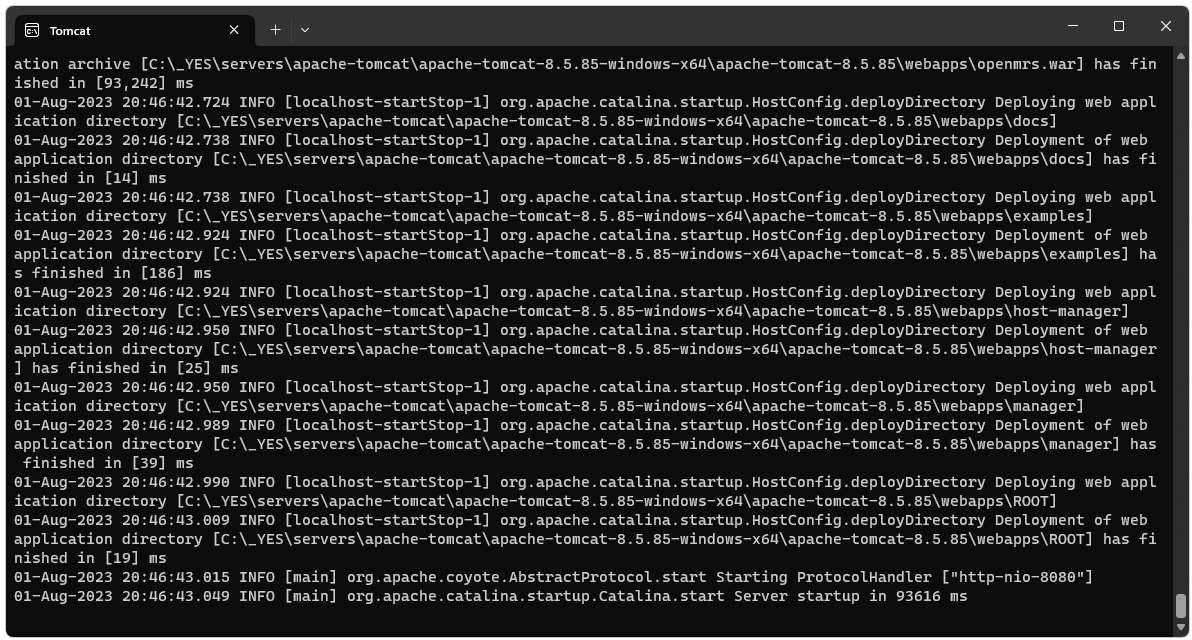 Tomcat
ation archive [C:\_YES\servers\apache-tomcat\apache-tomcat-8.5.85-windows-x64\apache-tomcat-8.5.85\webapps\openmrs.war] has fin
ished in [93,242] ms
01-Aug-2023 20:46:42.724 INFO [localhost-startStop-1] org.apache.catalina.startup.HostConfig.deployDirectory Deploying web appl
ication directory [C:\_YES\servers\apache-tomcat\apache-tomcat-8.5.85-windows-x64\apache-tomcat-8.5.85\webapps\docs]
01-Aug-2023 20:46:42.738 INFO [localhost-startStop-1] org.apache.catalina.startup.HostConfig.deployDirectory Deployment of web
application directory [C:\_YES\servers\apache-tomcat\apache-tomcat-8.5.85-windows-x64\apache-tomcat-8.5.85\webapps\docs] has fi
nished in [14] ms
01-Aug-2023 20:46:42.738 INFO [localhost-startStop-1] org.apache.catalina.startup.HostConfig.deployDirectory Deploying web appl
ication directory [C:\_YES\servers\apache-tomcat\apache-tomcat-8.5.85-windows-x64\apache-tomcat-8.5.85\webapps\examples]
01-Aug-2023 20:46:42.924 INFO [localhost-startStop-1] org.apache.catalina.startup.HostConfig.deployDirectory Deployment of web
application directory [C:\_YES\servers\apache-tomcat\apache-tomcat-8.5.85-windows-x64\apache-tomcat-8.5.85\webapps\examples] ha
s finished in [186] ms
01-Aug-2023 20:46:42.924 INFO [localhost-startStop-1] org.apache.catalina.startup.HostConfig.deployDirectory Deploying web appl
ication directory [C:\_YES\servers\apache-tomcat\apache-tomcat-8.5.85-windows-x64\apache-tomcat-8.5.85\webapps\host-manager]
01-Aug-2023 20:46:42.950 INFO [localhost-startStop-1] org.apache.catalina.startup.HostConfig.deployDirectory Deployment of web
application directory [C:\_YES\servers\apache-tomcat\apache-tomcat-8.5.85-windows-x64\apache-tomcat-8.5.85\webapps\host-manager
] has finished in [25] ms
01-Aug-2023 20:46:42.950 INFO [localhost-startStop-1] org.apache.catalina.startup.HostConfig.deployDirectory Deploying web appl
ication directory [C:\_YES\servers\apache-tomcat\apache-tomcat-8.5.85-windows-x64\apache-tomcat-8.5.85\webapps\manager]
01-Aug-2023 20:46:42.989 INFO [localhost-startStop-1] org.apache.catalina.startup.HostConfig.deployDirectory Deployment of web
application directory [C:\_YES\servers\apache-tomcat\apache-tomcat-8.5.85-windows-x64\apache-tomcat-8.5.85\webapps\manager] has
 finished in [39] ms
01-Aug-2023 20:46:42.990 INFO [localhost-startStop-1] org.apache.catalina.startup.HostConfig.deployDirectory Deploying web appl
ication directory [C:\_YES\servers\apache-tomcat\apache-tomcat-8.5.85-windows-x64\apache-tomcat-8.5.85\webapps\ROOT]
01-Aug-2023 20:46:43.009 INFO [localhost-startStop-1] org.apache.catalina.startup.HostConfig.deployDirectory Deployment of web
application directory [C:\_YES\servers\apache-tomcat\apache-tomcat-8.5.85-windows-x64\apache-tomcat-8.5.85\webapps\ROOT] has fi
nished in [19] ms
01-Aug-2023 20:46:43.015 INFO [main] org.apache.coyote.AbstractProtocol.start Starting ProtocolHandler ["http-nio-8080"]
01-Aug-2023 20:46:43.049 INFO [main] org.apache.catalina.startup.Catalina.start Server startup in 93616 ms